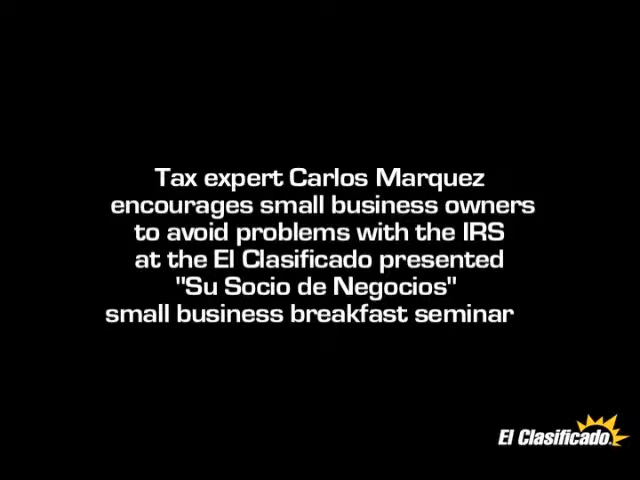 Tax expert Carlos Marquez
encourages small business owners
to avoid problems with the IRS
at the El Clasificado presented
"Su Socio de Negocios"
small business breakfast seminar
El Clasificado